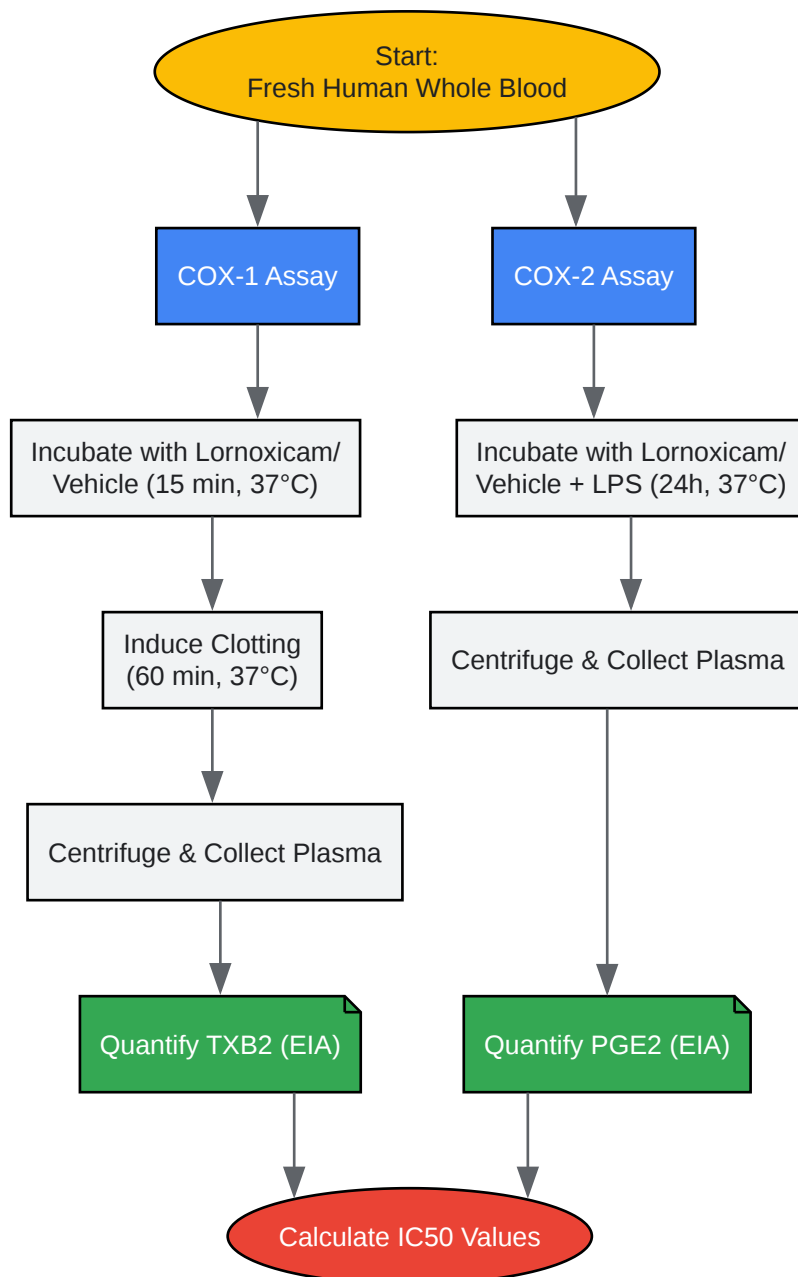 Start:
Fresh Human Whole Blood
COX-1 Assay
COX-2 Assay
Incubate with Lornoxicam/
Vehicle (15 min, 37°C)
Incubate with Lornoxicam/
Vehicle + LPS (24h, 37°C)
Induce Clotting
(60 min, 37°C)
Centrifuge & Collect Plasma
Centrifuge & Collect Plasma
Quantify TXB2 (EIA)
Quantify PGE2 (EIA)
Calculate IC50 Values